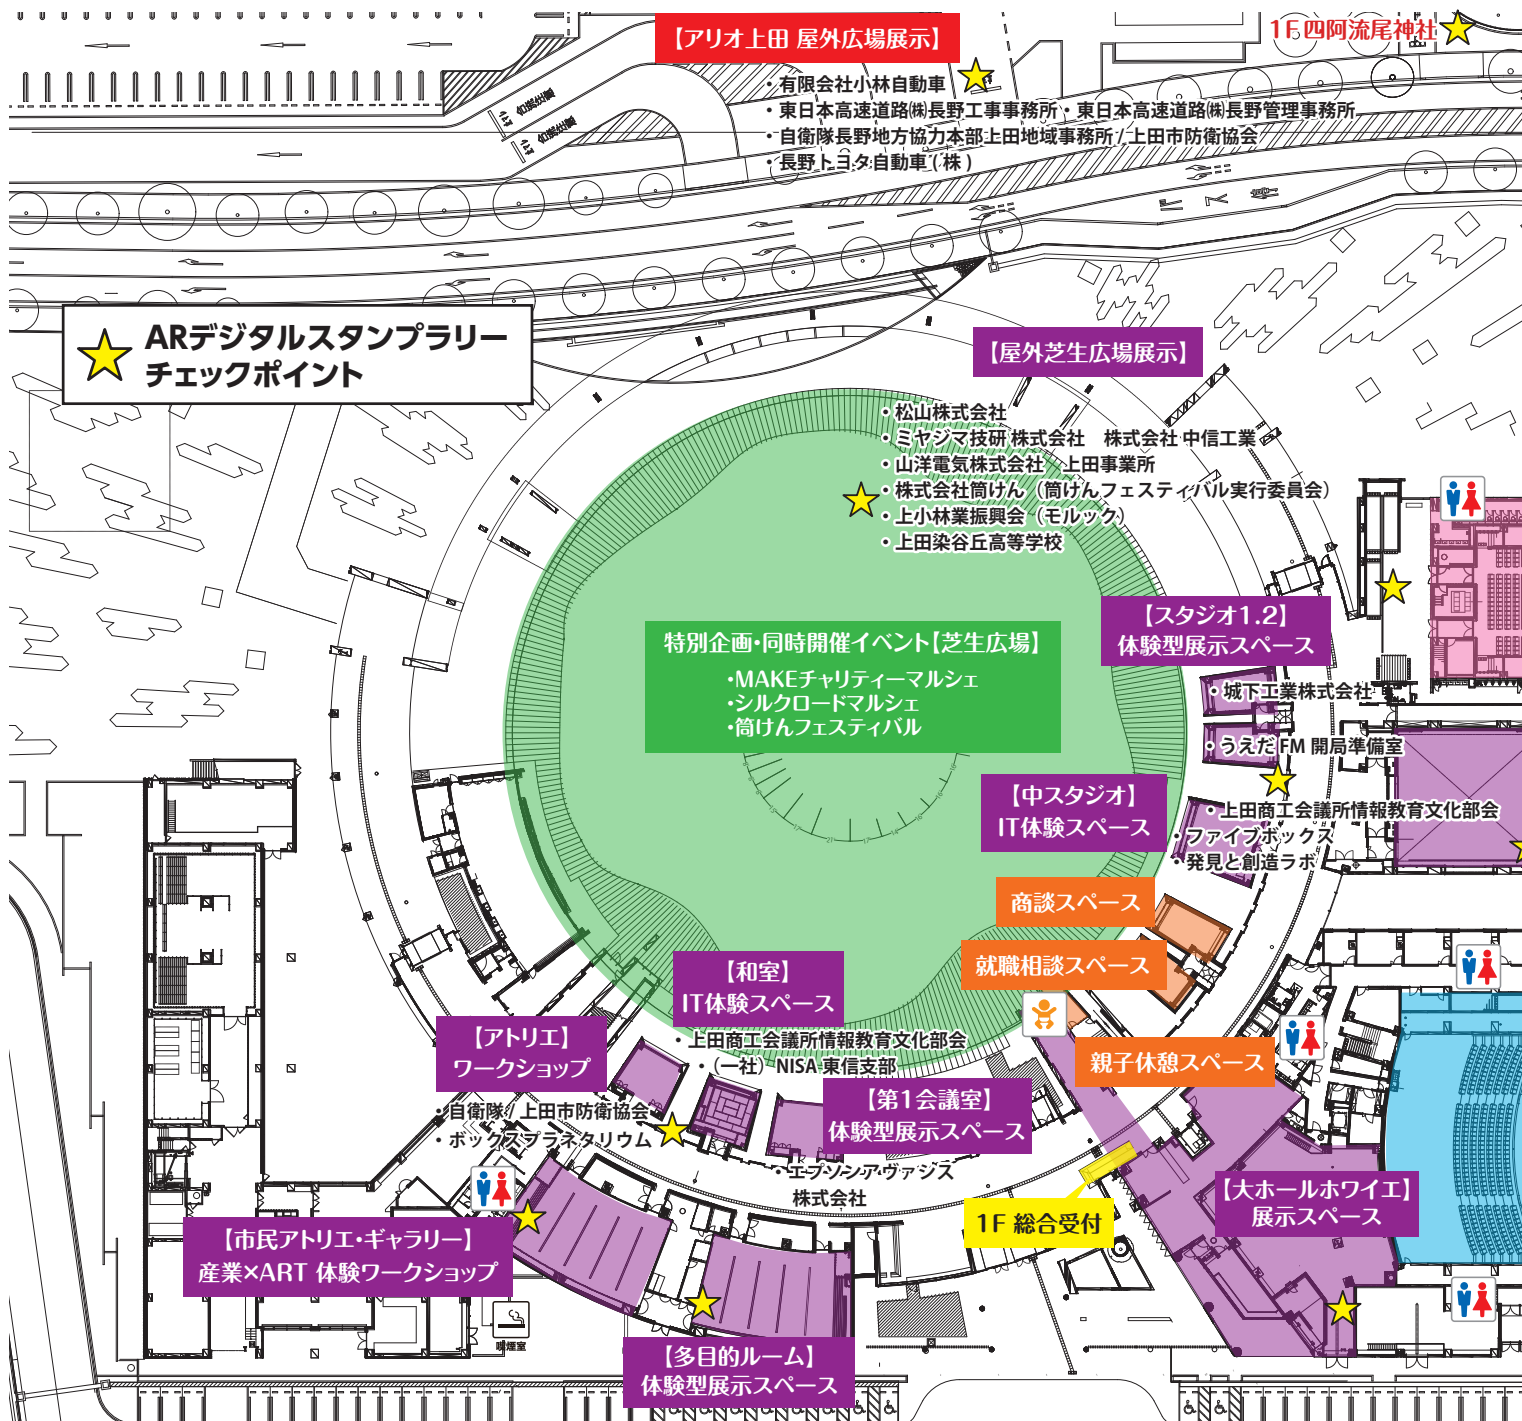 【アリオ上田 屋外広場展示】
1F 四阿流尾神社
・有限会社小林自動車
・東日本高速道路㈱長野工事事務所・東日本高速道路㈱長野管理事務所
・自衛隊長野地方協力本部上田地域事務所 / 上田市防衛協会
・長野トヨタ自動車 ( 株 )
ARデジタルスタンプラリー
チェックポイント
【屋外芝生広場展示】
・松山株式会社
・ミヤジマ技研 株式会社　株式会社 中信工業
・山洋電気株式会社　上田事業所
・株式会社筒けん（筒けんフェスティバル実行委員会）
・上小林業振興会（モルック）
・上田染谷丘高等学校
特別企画・同時開催イベント【芝生広場】
・MAKEチャリティーマルシェ
・シルクロードマルシェ
・筒けんフェスティバル
【スタジオ1.2】
体験型展示スペース
・城下工業株式会社
・うえだ FM 開局準備室
【中スタジオ】
IT体験スペース
・上田商工会議所情報教育文化部会
・ファイブボックス
・発見と創造ラボ
商談スペース
就職相談スペース
親子休憩スペース
【和室】
IT体験スペース
・上田商工会議所情報教育文化部会
・（一社）NISA 東信支部
【アトリエ】
ワークショップ
・自衛隊 / 上田市防衛協会
・ボックスプラネタリウム
【第1会議室】
体験型展示スペース
・エプソンアヴァシス
株式会社
1F 総合受付
【大ホールホワイエ】
展示スペース
【市民アトリエ・ギャラリー】
産業×ART 体験ワークショップ
喫煙室
【多目的ルーム】
体験型展示スペース